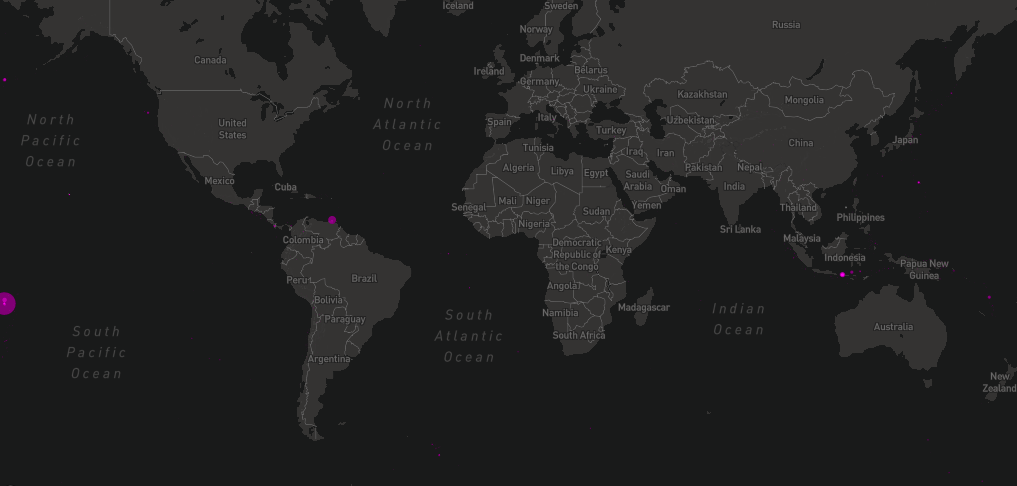 Iceland
Sweden
Norway
Russia
Canada
Denmark
Ireland
Belarus
Germany
Ukraine
Kazakhstan
Mongolia
North
Atlantic
Ocean
North
Pacific
Ocean
United
States
Spain
Italy
Turkey
Uzbekistan
China
Japan
Tunisia
Iraq
Iran
Algeria
Libya
Egypt
Pakistan
Nepal
Mexico
Cuba
Saudi
Arabia
Oman
India
Mali
Niger
Yemen
Senegal
Sudan
Thailand
Philippines
Nigeria
Sri Lanka
Colombia
Democratic
Republic of
the Congo
Kenya
Malaysia
Indonesia
Papua New
Guinea
Peru
Brazil
Angola
2
Bolivia
Madagascar
Namibia
Indian
Ocean
Paraguay
South
Atlantic
Ocean
Australia
South
Pacific
Ocean
South Africa
Argentina
New
Zealand